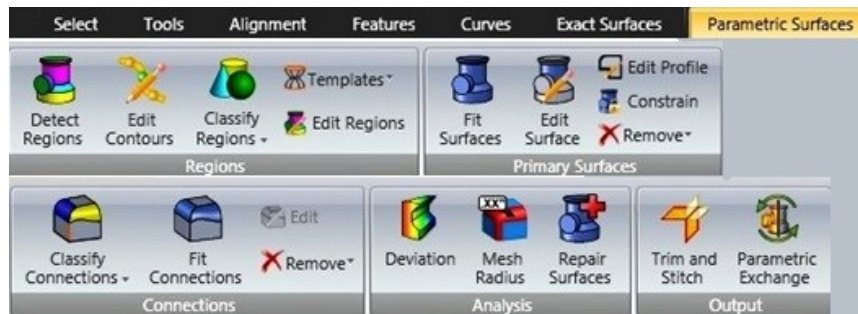 Select Tools Alignment Features Curves Exact Surfaces Parametric Surfaces
Detect Regions
Edit Contours
Classify Regions
Templates
Edit Regions
Regions
Fit Surfaces
Edit Surface
Edit Profile
Constrain
Remove
Primary Surfaces
Classify Connections
Fit Connections
Edit
Remove
Connections
Deviation
XX°
Mesh Radius
Repair Surfaces
Analysis
Trim and Stitch
Parametric Exchange
Output